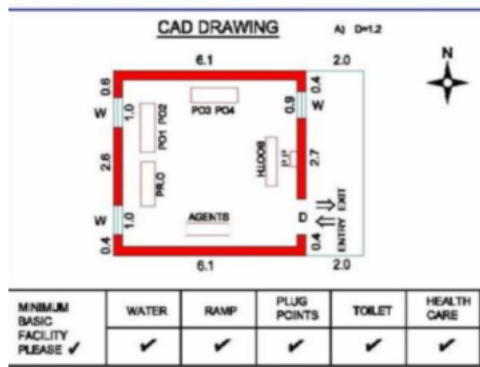 CAD DRAWING
A) D=1.2
6.1
2.0
N
0.6
0.4
W
1.0
PO1 PO2
PO3 PO4
0.9
W
2.6
PR.O
BOOTH
P.P
2.7
W
1.0
AGENTS
D
ENTRY EXIT
0.4
0.4
6.1
2.0
MINIMUM
BASIC
FACILITY
PLEASE ✓
WATER
RAMP
PLUG
POINTS
TOILET
HEALTH
CARE
✓ ✓ ✓ ✓ ✓